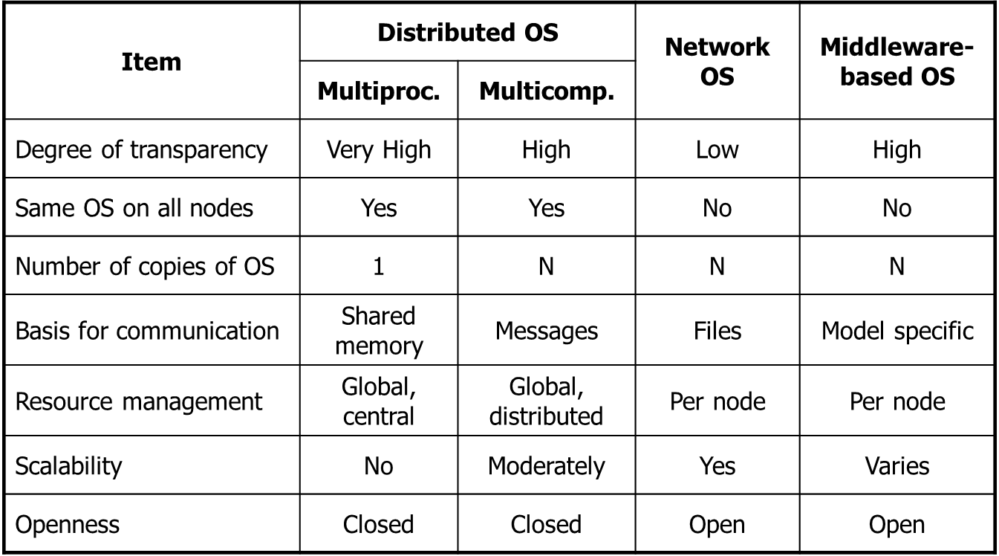 Item Distributed OS Network OS Middleware-based OS
Multiproc. Multicomp.
Degree of transparency Very High High Low High
Same OS on all nodes Yes Yes No No
Number of copies of OS 1 N N N
Basis for communication Shared memory Messages Files Model specific
Resource management Global, central Global, distributed Per node Per node
Scalability No Moderately Yes Varies
Openness Closed Closed Open Open